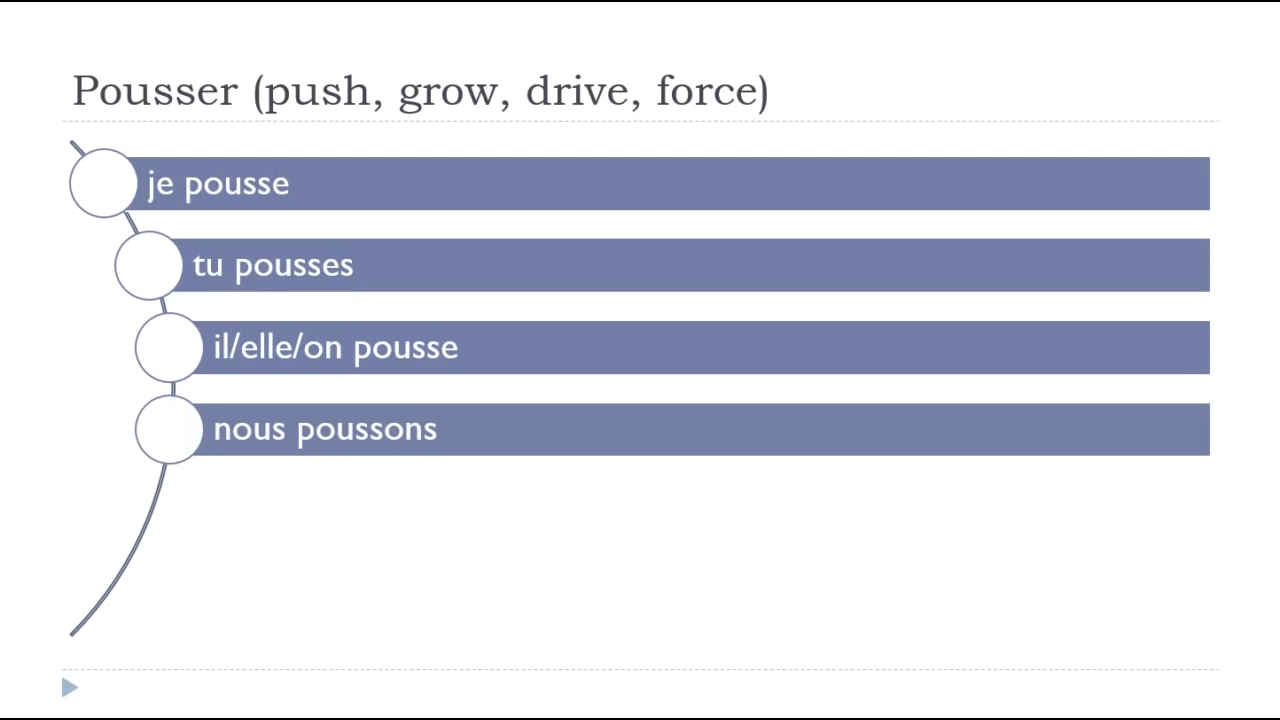 Pousser (push, grow, drive, force)
je pousse
tu pousses
il/elle/on pousse
nous poussons